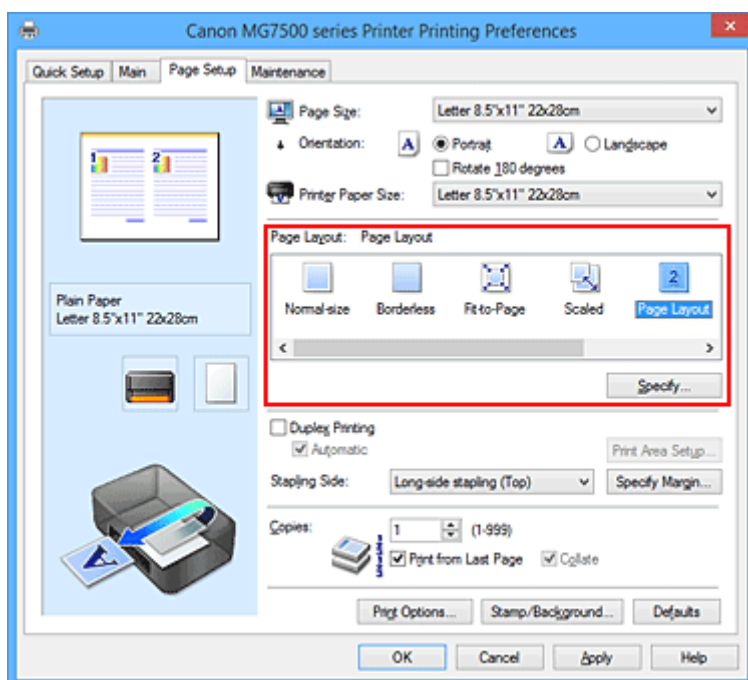 Canon MG7500 series Printer Printing Preferences
Quick Setup Main Page Setup Maintenance
1 2
Page Size: Letter 8.5"x11" 22x28cm
Orientation: A Portrait A Landscape
Rotate 180 degrees
Printer Paper Size: Letter 8.5"x11" 22x28cm
Page Layout: Page Layout
2
Normal-size Borderless Fit-to-Page Scaled Page Layout
Specify...
Plain Paper
Letter 8.5"x11" 22x28cm
Duplex Printing
Automatic
Print Area Setup...
Stapling Side: Long-side stapling (Top) Specify Margin...
Copies: 1 (1-999)
Print from Last Page Collate
A
Print Options... Stamp/Background... Defaults
OK Cancel Apply Help